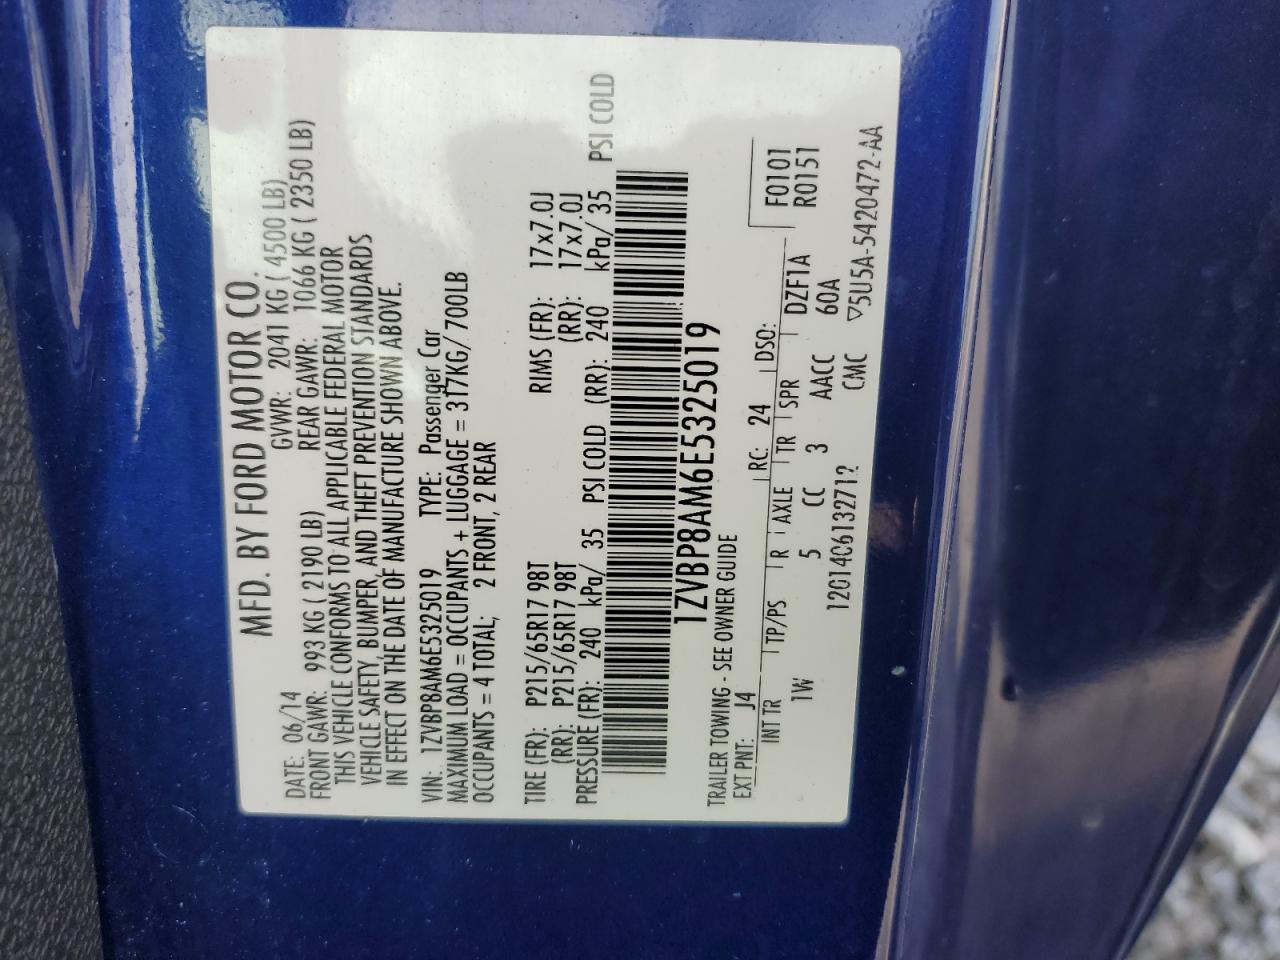 MFD. BY FORD MOTOR CO.
DATE: 06/14 GVWR: 2041 KG ( 4500 LB)
FRONT GAWR: 993 KG ( 2190 LB) REAR GAWR: 1066 KG ( 2350 LB)
THIS VEHICLE CONFORMS TO ALL APPLICABLE FEDERAL MOTOR
VEHICLE SAFETY, BUMPER, AND THEFT PREVENTION STANDARDS
IN EFFECT ON THE DATE OF MANUFACTURE SHOWN ABOVE.
VIN: 1ZVBP8AM6E5325019 TYPE: Passenger Car
MAXIMUM LOAD = OCCUPANTS + LUGGAGE = 317KG/ 700LB
OCCUPANTS = 4 TOTAL; 2 FRONT, 2 REAR
TIRE (FR): P215/65R17 98T RIMS (FR): 17x7.0J
(RR): P215/65R17 98T (RR): 17x7.0J
PRESSURE (FR): 240 kPa/ 35 PSI COLD (RR): 240 kPa/ 35 PSI COLD
1ZVBP8AM6E5325019
TRAILER TOWING - SEE OWNER GUIDE
EXT PNT: J4 RC: 24 DSO: F0101
INT TR TP/PS R AXLE TR SPR DZF1A R0151
1W 5 CC 3 AACC 60A
12014C6132712 CMC ▽5U5A-5420472-AA